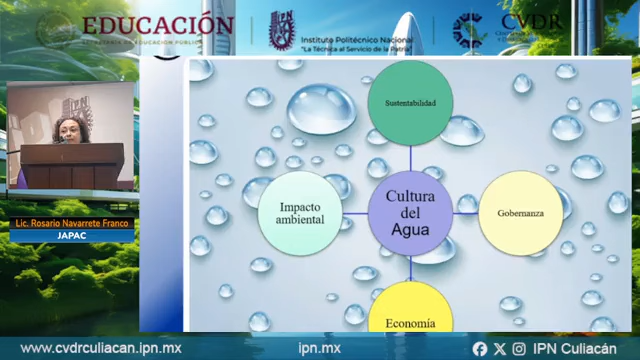 EDUCACIÓN
SECRETARÍA DE EDUCACIÓN PÚBLICA
Instituto Politécnico Nacional
"La Técnica al Servicio de la Patria"
CVDR
Sustentabilidad
Impacto
ambiental
Cultura
del
Agua
Gobernanza
Economía
IPN
Lic. Rosario Navarrete Franco
JAPAC
www.cvdrculiacan.ipn.mx
ipn.mx
IPN Culiacán